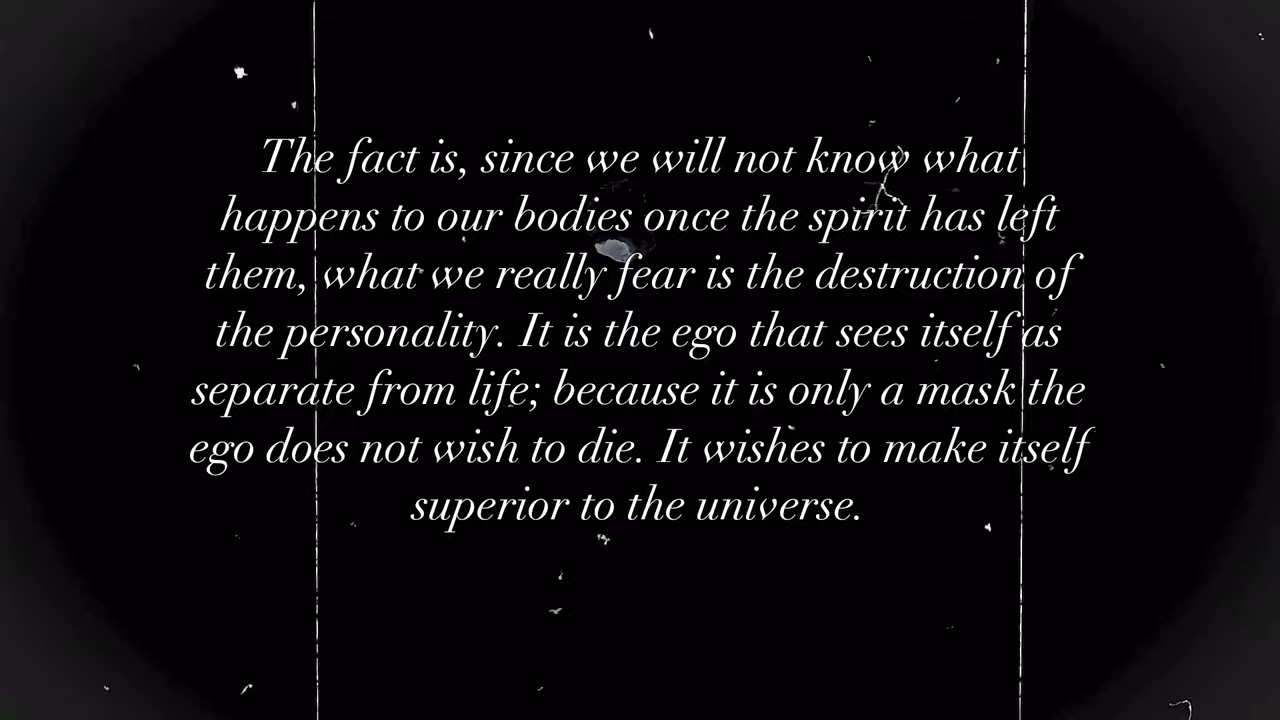 The fact is, since we will not know what
happens to our bodies once the spirit has left
them, what we really fear is the destruction of
the personality. It is the ego that sees itself as
separate from life; because it is only a mask the
ego does not wish to die. It wishes to make itself
superior to the universe.